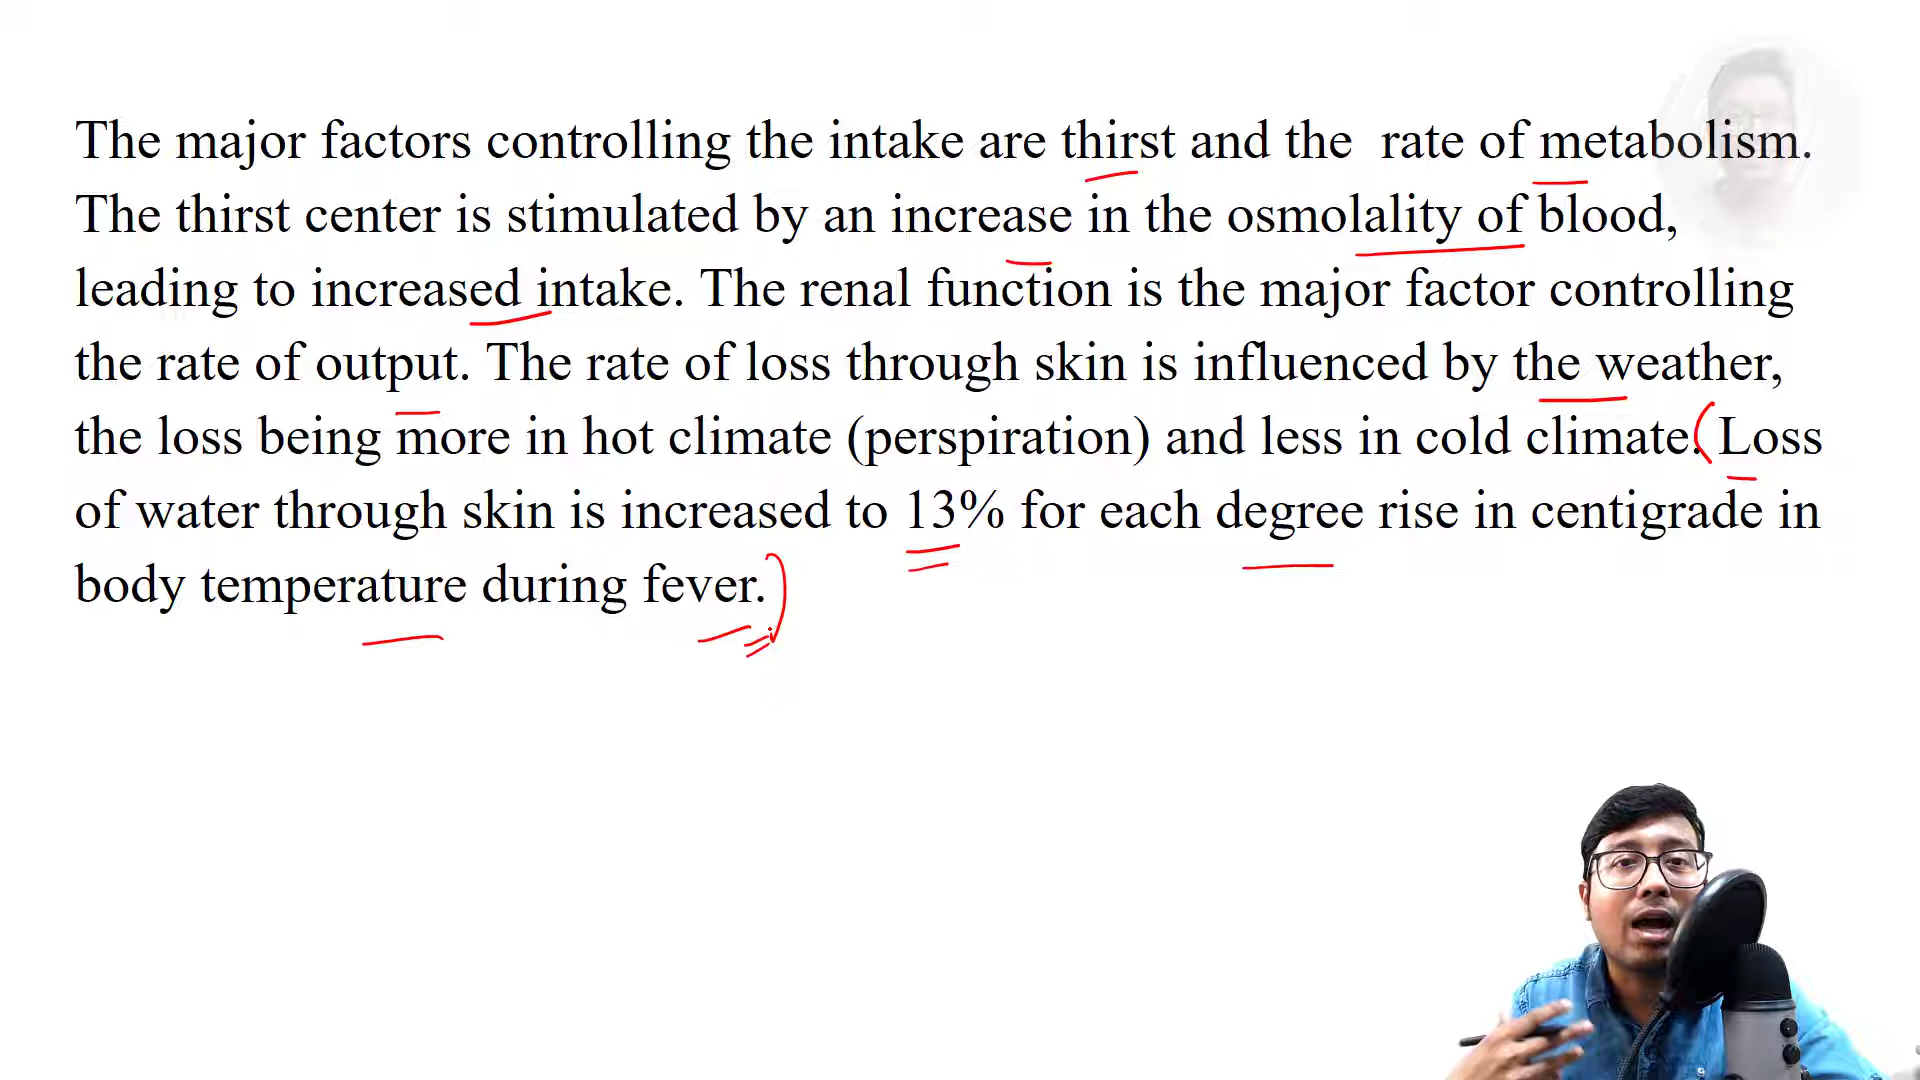 The major factors controlling the intake are thirst and the rate of metabolism.
The thirst center is stimulated by an increase in the osmolality of blood,
leading to increased intake. The renal function is the major factor controlling
the rate of output. The rate of loss through skin is influenced by the weather,
the loss being more in hot climate (perspiration) and less in cold climate. Loss
of water through skin is increased to 13% for each degree rise in centigrade in
body temperature during fever.